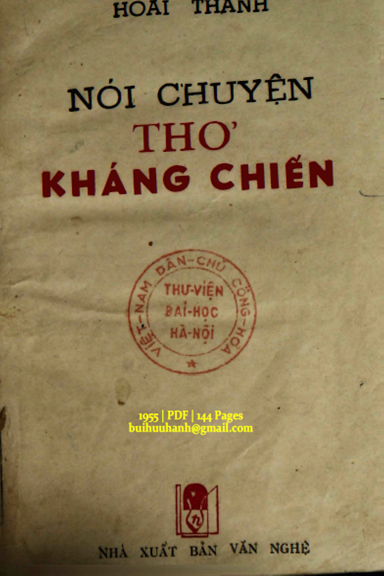 HOÀI THANH
NÓI CHUYỆN
THƠ
KHÁNG CHIẾN
VIỆT-NAM DÂN-CHỦ CỘNG-HÒA
THƯ-VIỆN
ĐẠI-HỌC
HÀ-NỘI
1955 | PDF | 144 Pages
buihuuhanh@gmail.com
n
NHÀ XUẤT BẢN VĂN NGHỆ